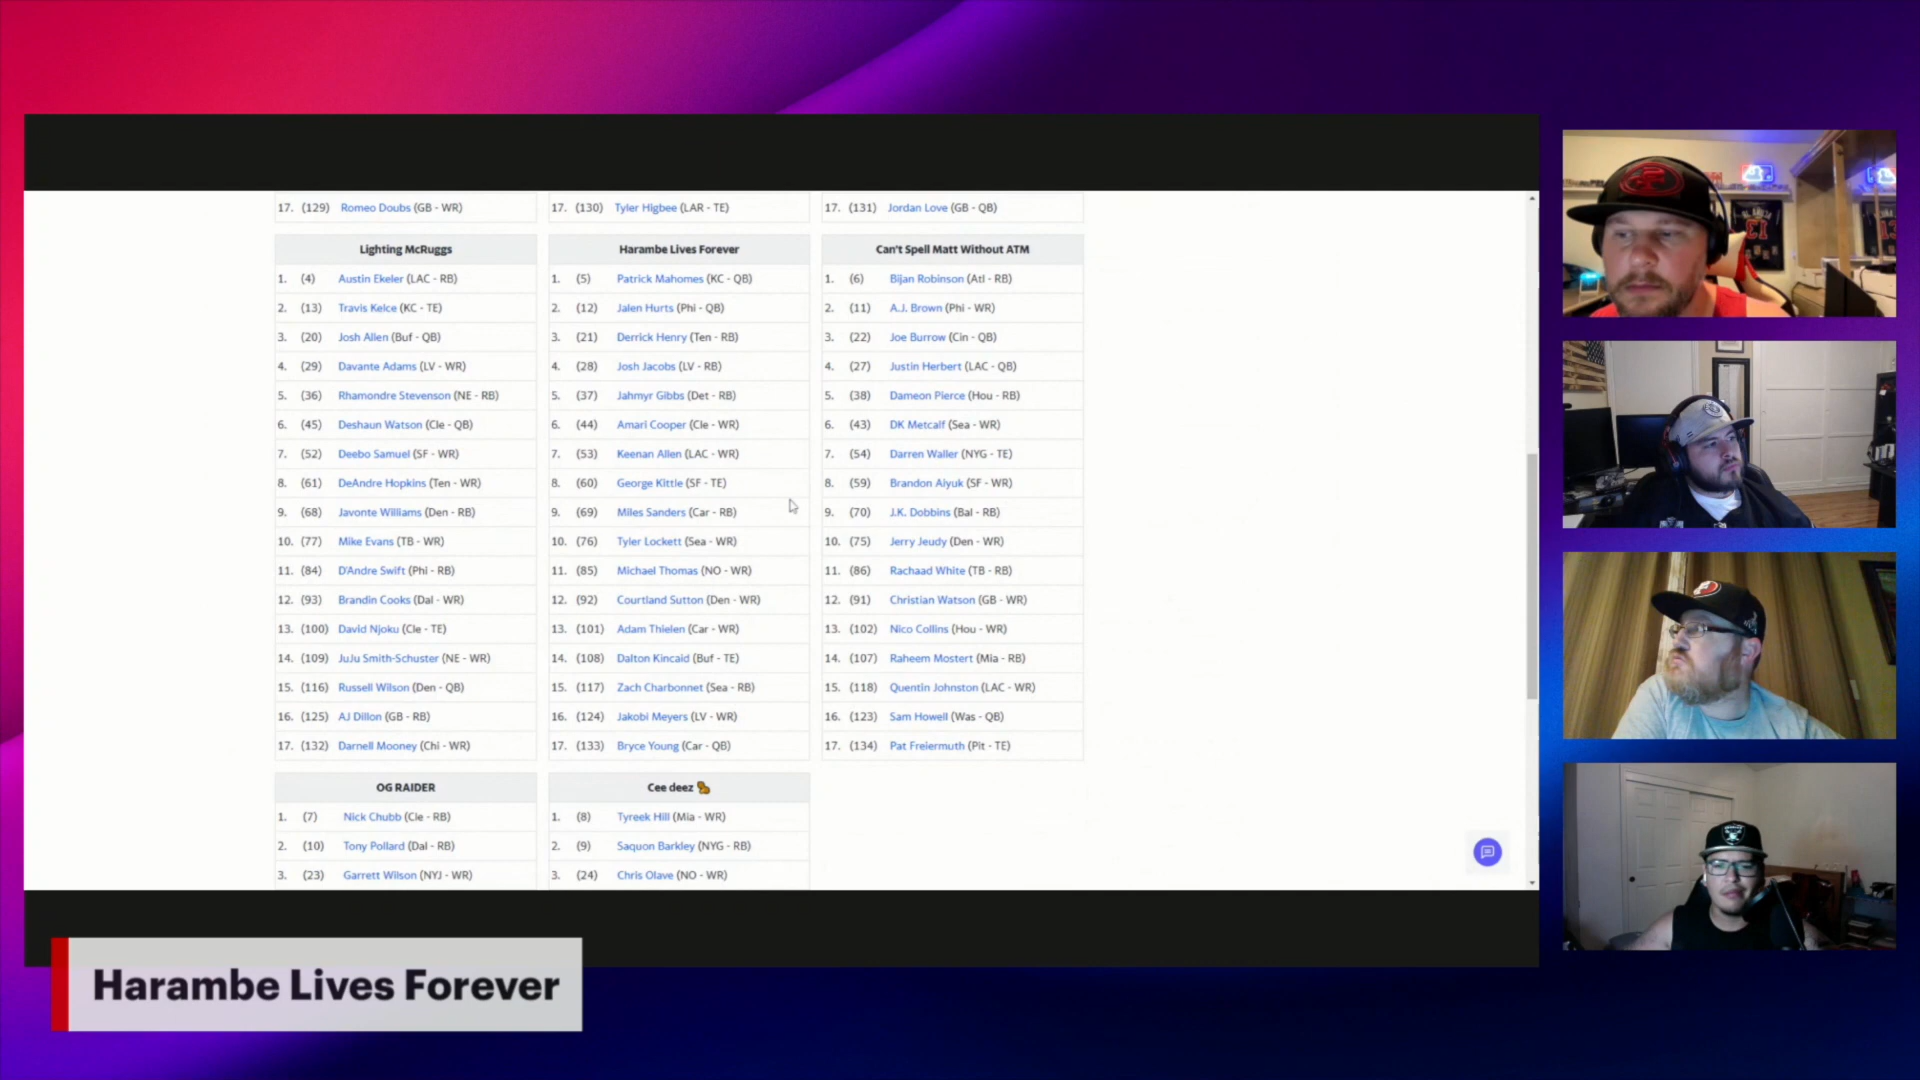 17. (129) Romeo Doubs (GB - WR)
17. (130) Tyler Higbee (LAR - TE)
17. (131) Jordan Love (GB - QB)
Lighting McRuggs
1. (4) Austin Ekeler (LAC - RB)
2. (13) Travis Kelce (KC - TE)
3. (20) Josh Allen (Buf - QB)
4. (29) Davante Adams (LV - WR)
5. (36) Rhamondre Stevenson (NE - RB)
6. (45) Deshaun Watson (Cle - QB)
7. (52) Deebo Samuel (SF - WR)
8. (61) DeAndre Hopkins (Ten - WR)
9. (68) Javonte Williams (Den - RB)
10. (77) Mike Evans (TB - WR)
11. (84) D'Andre Swift (Phi - RB)
12. (93) Brandin Cooks (Dal - WR)
13. (100) David Njoku (Cle - TE)
14. (109) JuJu Smith-Schuster (NE - WR)
15. (116) Russell Wilson (Den - QB)
16. (125) AJ Dillon (GB - RB)
17. (132) Darnell Mooney (Chi - WR)
Harambe Lives Forever
1. (5) Patrick Mahomes (KC - QB)
2. (12) Jalen Hurts (Phi - QB)
3. (21) Derrick Henry (Ten - RB)
4. (28) Josh Jacobs (LV - RB)
5. (37) Jahmyr Gibbs (Det - RB)
6. (44) Amari Cooper (Cle - WR)
7. (53) Keenan Allen (LAC - WR)
8. (60) George Kittle (SF - TE)
9. (69) Miles Sanders (Car - RB)
10. (76) Tyler Lockett (Sea - WR)
11. (85) Michael Thomas (NO - WR)
12. (92) Courtland Sutton (Den - WR)
13. (101) Adam Thielen (Car - WR)
14. (108) Dalton Kincaid (Buf - TE)
15. (117) Zach Charbonnet (Sea - RB)
16. (124) Jakobi Meyers (LV - WR)
17. (133) Bryce Young (Car - QB)
Can't Spell Matt Without ATM
1. (6) Bijan Robinson (Atl - RB)
2. (11) A.J. Brown (Phi - WR)
3. (22) Joe Burrow (Cin - QB)
4. (27) Justin Herbert (LAC - QB)
5. (38) Dameon Pierce (Hou - RB)
6. (43) DK Metcalf (Sea - WR)
7. (54) Darren Waller (NYG - TE)
8. (59) Brandon Aiyuk (SF - WR)
9. (70) J.K. Dobbins (Bal - RB)
10. (75) Jerry Jeudy (Den - WR)
11. (86) Rachaad White (TB - RB)
12. (91) Christian Watson (GB - WR)
13. (102) Nico Collins (Hou - WR)
14. (107) Raheem Mostert (Mia - RB)
15. (118) Quentin Johnston (LAC - WR)
16. (123) Sam Howell (Was - QB)
17. (134) Pat Freiermuth (Pit - TE)
OG RAIDER
1. (7) Nick Chubb (Cle - RB)
2. (10) Tony Pollard (Dal - RB)
3. (23) Garrett Wilson (NYJ - WR)
Cee deez
1. (8) Tyreek Hill (Mia - WR)
2. (9) Saquon Barkley (NYG - RB)
3. (24) Chris Olave (NO - WR)
Harambe Lives Forever
13